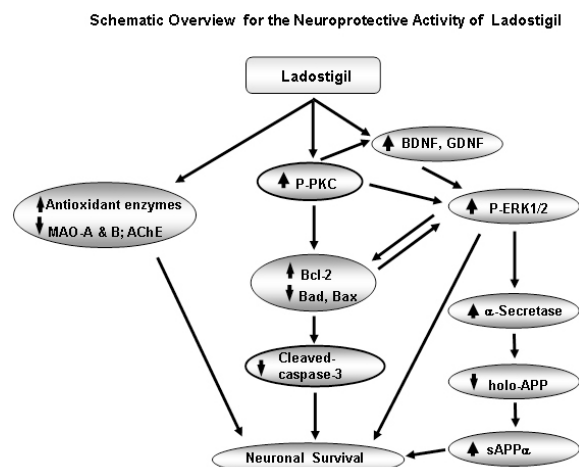 Schematic Overview for the Neuroprotective Activity of Ladostigil
Ladostigil
BDNF, GDNF
P-PKC
Antioxidant enzymes
MAO-A & B; AChE
P-ERK1/2
Bcl-2
Bad, Bax
α-Secretase
Cleaved-
caspase-3
holo-APP
Neuronal Survival
sAPPα